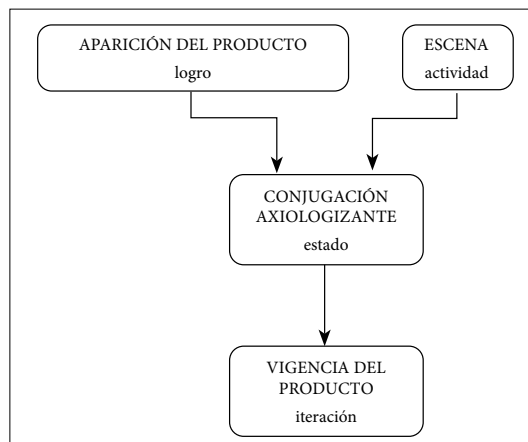 APARICIÓN DEL PRODUCTO
logro
ESCENA
actividad
CONJUGACIÓN
AXIOLOGIZANTE
estado
VIGENCIA DEL
PRODUCTO
iteración